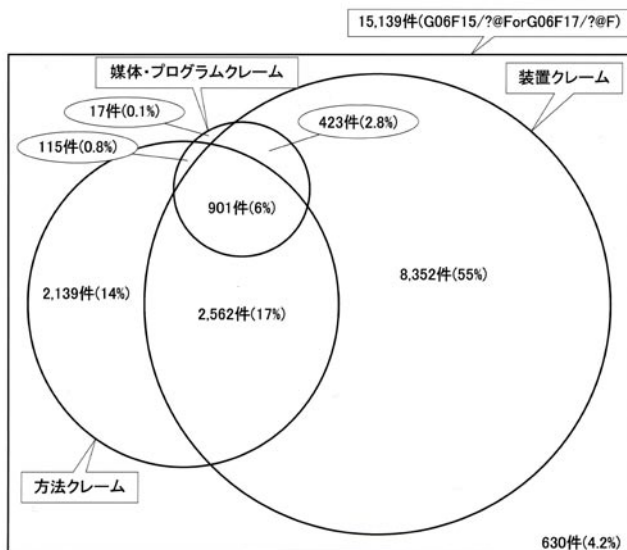 15,139件(G06F15/?@ForG06F17/?@F)
媒体・プログラムクレーム
装置クレーム
17件(0.1%)
423件(2.8%)
115件(0.8%)
901件(6%)
8,352件(55%)
2,139件(14%)
2,562件(17%)
方法クレーム
630件(4.2%)